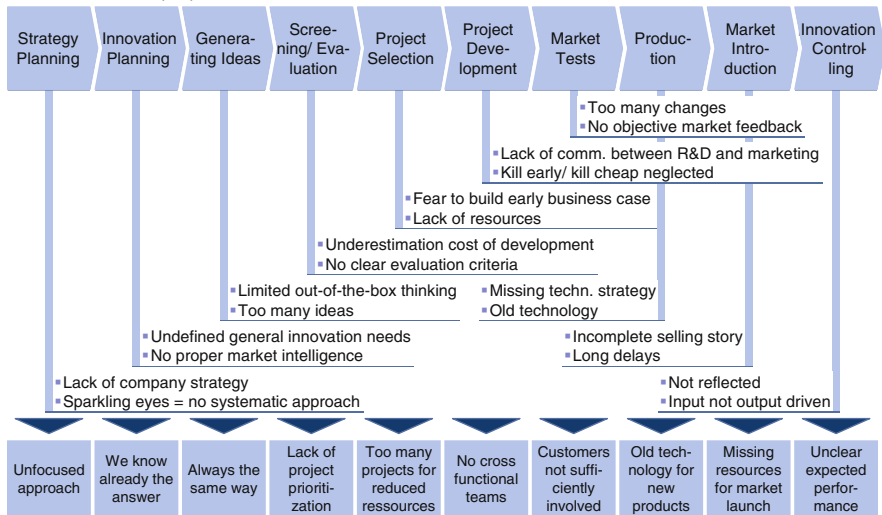 Strategy
Planning
Innovation
Planning
Genera-
ting Ideas
Scree-
ning/ Eva-
luation
Project
Selection
Project
Deve-
lopment
Market
Tests
Produc-
tion
Market
Intro-
duction
Innovation
Control-
ling
▪ Too many changes
▪ No objective market feedback
▪ Lack of comm. between R&D and marketing
▪ Kill early/ kill cheap neglected
▪ Fear to build early business case
▪ Lack of resources
▪ Underestimation cost of development
▪ No clear evaluation criteria
▪ Limited out-of-the-box thinking
▪ Too many ideas
▪ Missing techn. strategy
▪ Old technology
▪ Undefined general innovation needs
▪ No proper market intelligence
▪ Incomplete selling story
▪ Long delays
▪ Lack of company strategy
▪ Sparkling eyes = no systematic approach
▪ Not reflected
▪ Input not output driven
Unfocused
approach
We know
already the
answer
Always the
same way
Lack of
project
prioriti-
zation
Too many
projects for
reduced
ressources
No cross
functional
teams
Customers
not suffi-
ciently
involved
Old tech-
nology for
new
products
Missing
resources
for market
launch
Unclear
expected
perfor-
mance